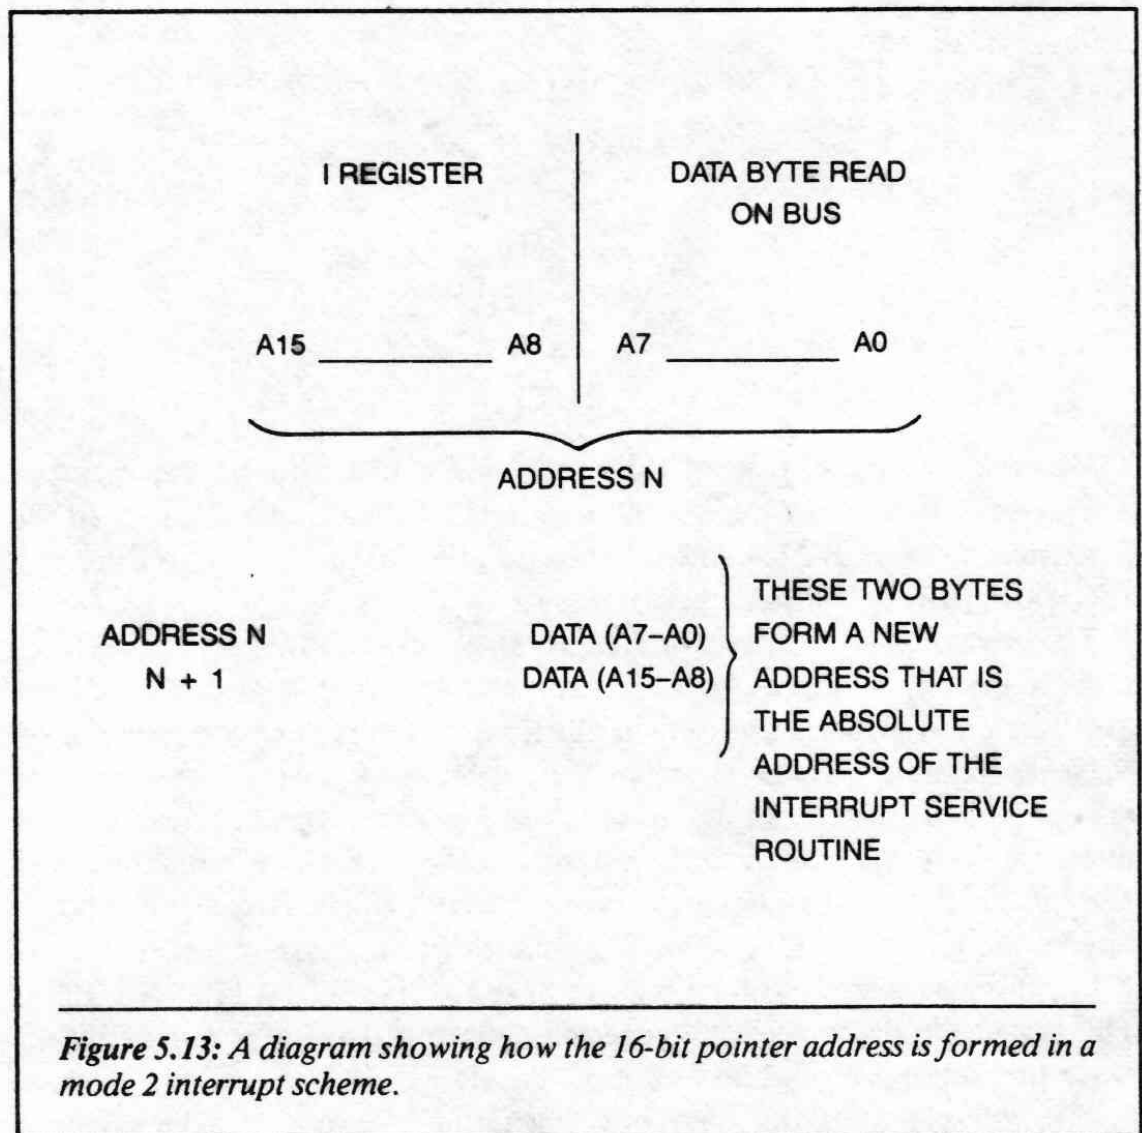 I REGISTER
DATA BYTE READ
ON BUS
A15 __________ A8
A7 __________ A0
ADDRESS N
ADDRESS N
N + 1
DATA (A7–A0)
DATA (A15–A8)
THESE TWO BYTES
FORM A NEW
ADDRESS THAT IS
THE ABSOLUTE
ADDRESS OF THE
INTERRUPT SERVICE
ROUTINE
Figure 5.13: A diagram showing how the 16-bit pointer address is formed in a
mode 2 interrupt scheme.